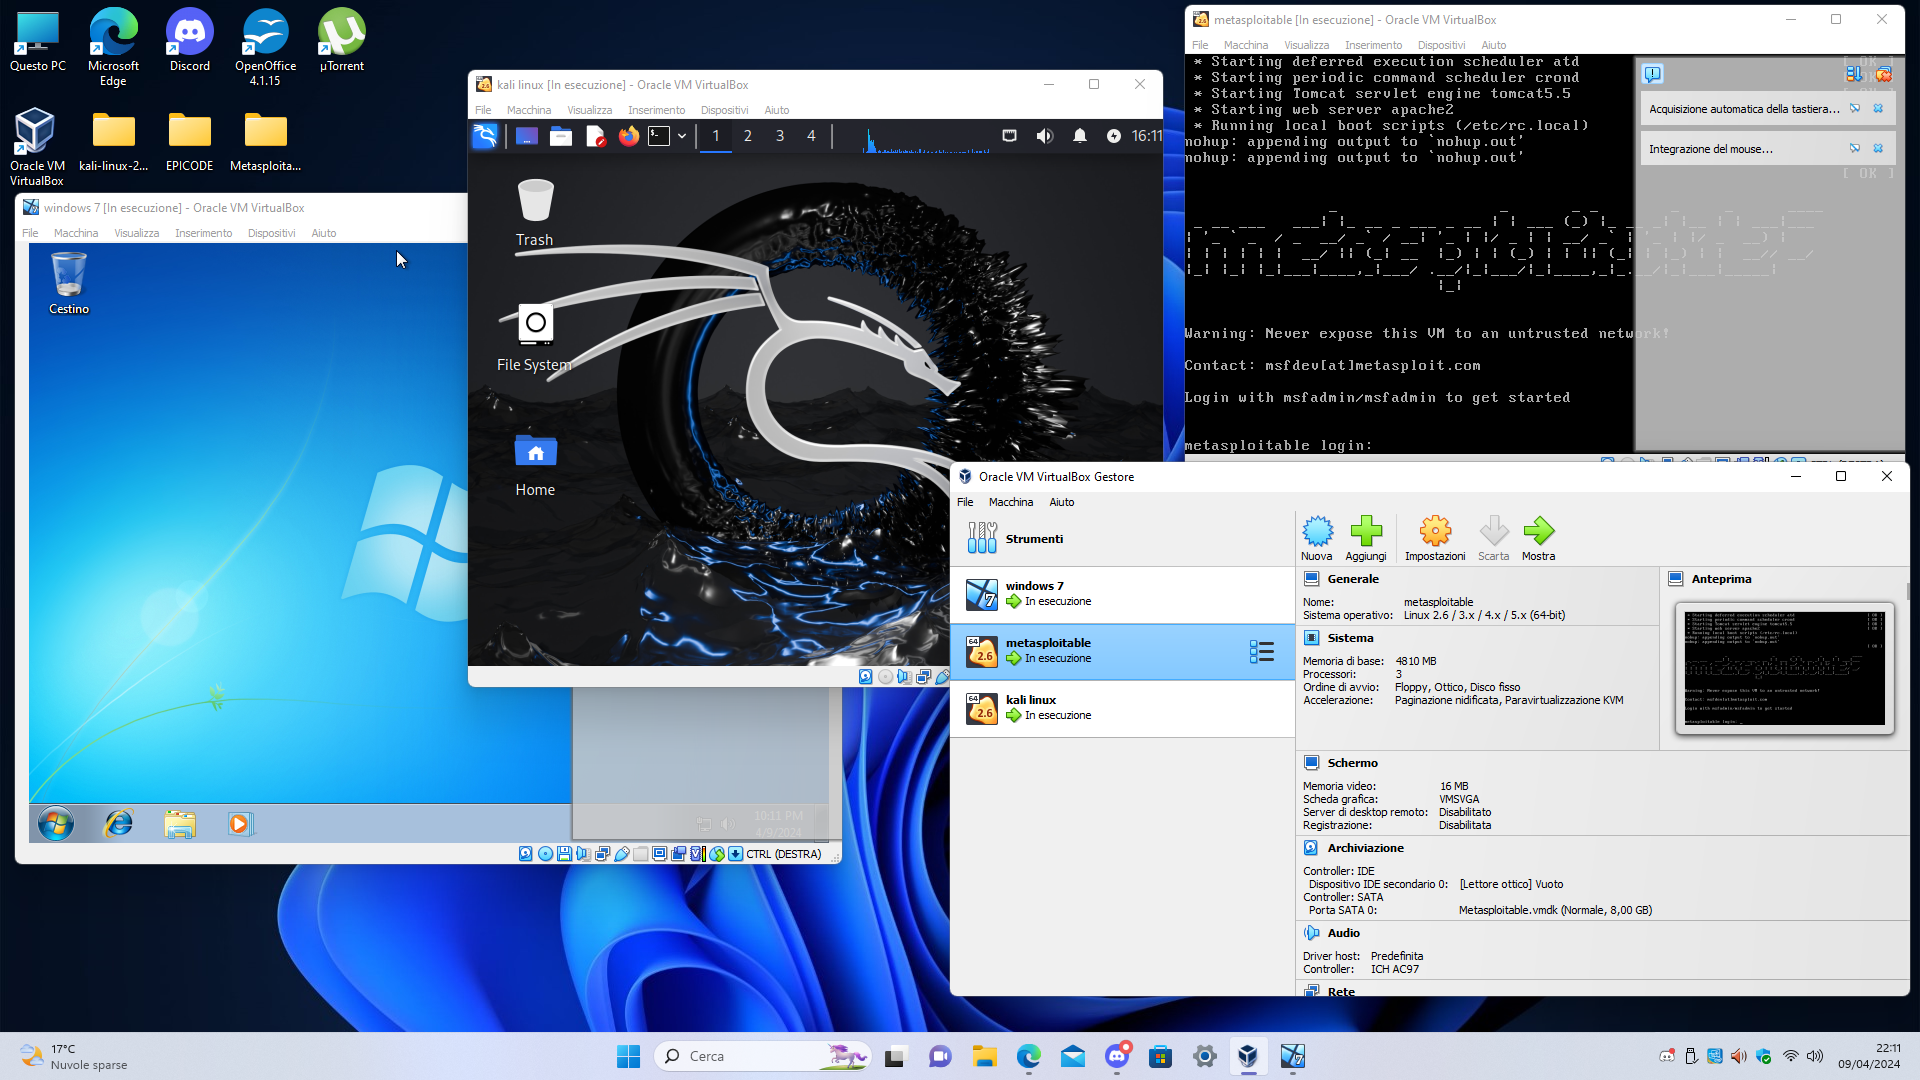 Questo PC
Microsoft Edge
Discord
OpenOffice 4.1.15
µTorrent
Oracle VM VirtualBox
kali-linux-2...
EPICODE
Metasploita...
windows 7 [In esecuzione] - Oracle VM VirtualBox
File Macchina Visualizza Inserimento Dispositivi Aiuto
Cestino
10:11 PM
4/9/2024
CTRL (DESTRA)
kali linux [In esecuzione] - Oracle VM VirtualBox
File Macchina Visualizza Inserimento Dispositivi Aiuto
1 2 3 4 16:11
Trash
File System
Home
metasploitable [In esecuzione] - Oracle VM VirtualBox
File Macchina Visualizza Inserimento Dispositivi Aiuto
* Starting deferred execution scheduler atd
* Starting periodic command scheduler crond
* Starting Tomcat servlet engine tomcat5.5
* Starting web server apache2
* Running local boot scripts (/etc/rc.local)
nohup: appending output to `nohup.out'
nohup: appending output to `nohup.out'
[ OK ]
Acquisizione automatica della tastiera...
Integrazione del mouse...
Warning: Never expose this VM to an untrusted network!
Contact: msfdev[at]metasploit.com
Login with msfadmin/msfadmin to get started
metasploitable login:
Oracle VM VirtualBox Gestore
File Macchina Aiuto
Strumenti
Nuova Aggiungi Impostazioni Scarta Mostra
windows 7
In esecuzione
64
2.6
metasploitable
In esecuzione
64
2.6
kali linux
In esecuzione
Generale
Nome: metasploitable
Sistema operativo: Linux 2.6 / 3.x / 4.x / 5.x (64-bit)
Sistema
Memoria di base: 4810 MB
Processori: 3
Ordine di avvio: Floppy, Ottico, Disco fisso
Accelerazione: Paginazione nidificata, Paravirtualizzazione KVM
Anteprima
Schermo
Memoria video: 16 MB
Scheda grafica: VMSVGA
Server di desktop remoto: Disabilitato
Registrazione: Disabilitata
Archiviazione
Controller: IDE
Dispositivo IDE secondario 0: [Lettore ottico] Vuoto
Controller: SATA
Porta SATA 0: Metasploitable.vmdk (Normale, 8,00 GB)
Audio
Driver host: Predefinita
Controller: ICH AC97
Rete
17°C
Nuvole sparse
Cerca
22:11
09/04/2024